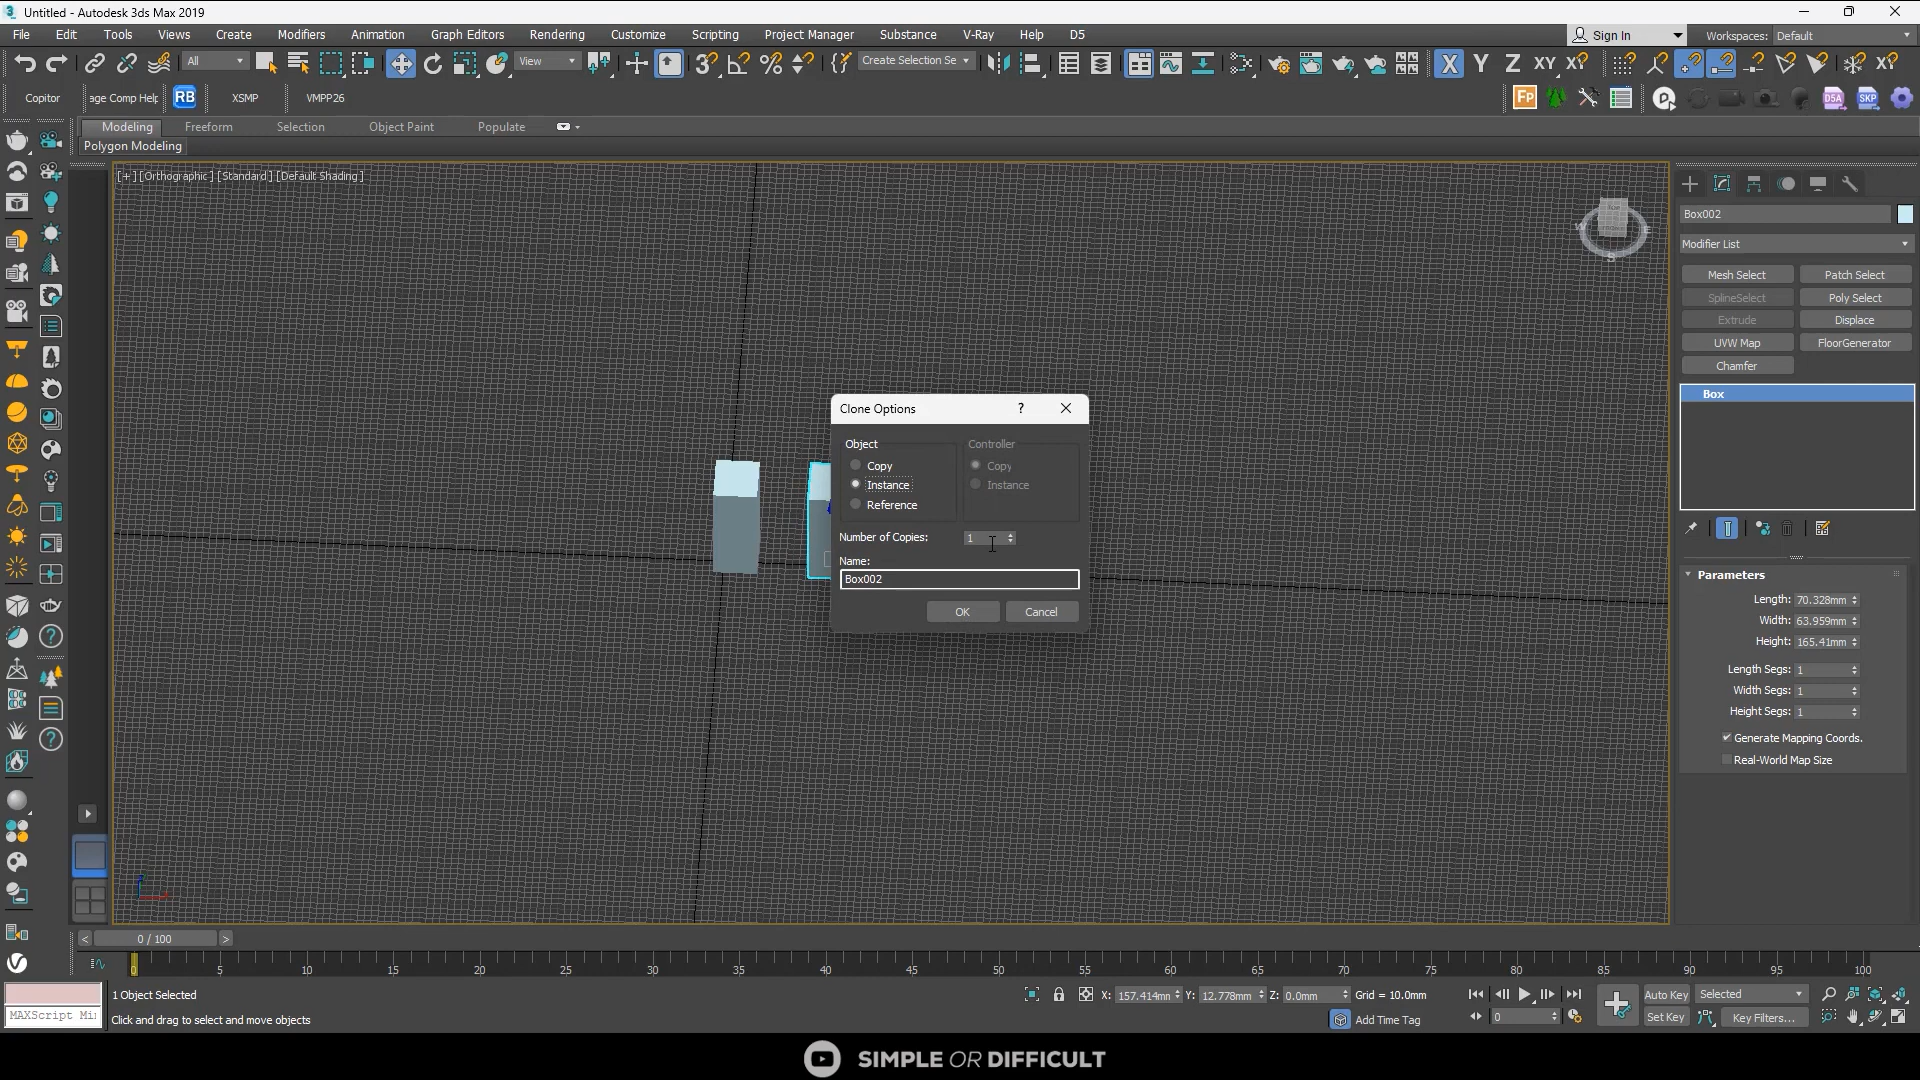 Untitled - Autodesk 3ds Max 2019
File Edit Tools Views Create Modifiers Animation Graph Editors Rendering Customize Scripting Project Manager Substance V-Ray Help D5 Sign In Workspaces: Default
All View Create Selection Se X Y Z XY XY
Copitor age Comp Help RB XSMP VMPP26 Fp D5A SKP
Modeling Freeform Selection Object Paint Populate
Polygon Modeling
[+] [Orthographic] [Standard] [Default Shading]
Box002
Modifier List
Mesh Select Patch Select
SplineSelect Poly Select
Extrude Displace
UVW Map FloorGenerator
Chamfer
Box
Clone Options ? ×
Object Controller
Copy Copy
Instance Instance
Reference
Number of Copies: 1
Name:
Box002
OK Cancel
Parameters
Length: 70.328mm
Width: 63.959mm
Height: 165.41mm
Length Segs: 1
Width Segs: 1
Height Segs: 1
Generate Mapping Coords.
Real-World Map Size
< 0 / 100 >
0 5 10 15 20 25 30 35 40 45 50 55 60 65 70 75 80 85 90 95 100
1 Object Selected X: 157.414mm Y: 12.778mm Z: 0.0mm Grid = 10.0mm Auto Key Selected
MAXScript Mi Click and drag to select and move objects Add Time Tag 0 Set Key Key Filters...
SIMPLE OR DIFFICULT